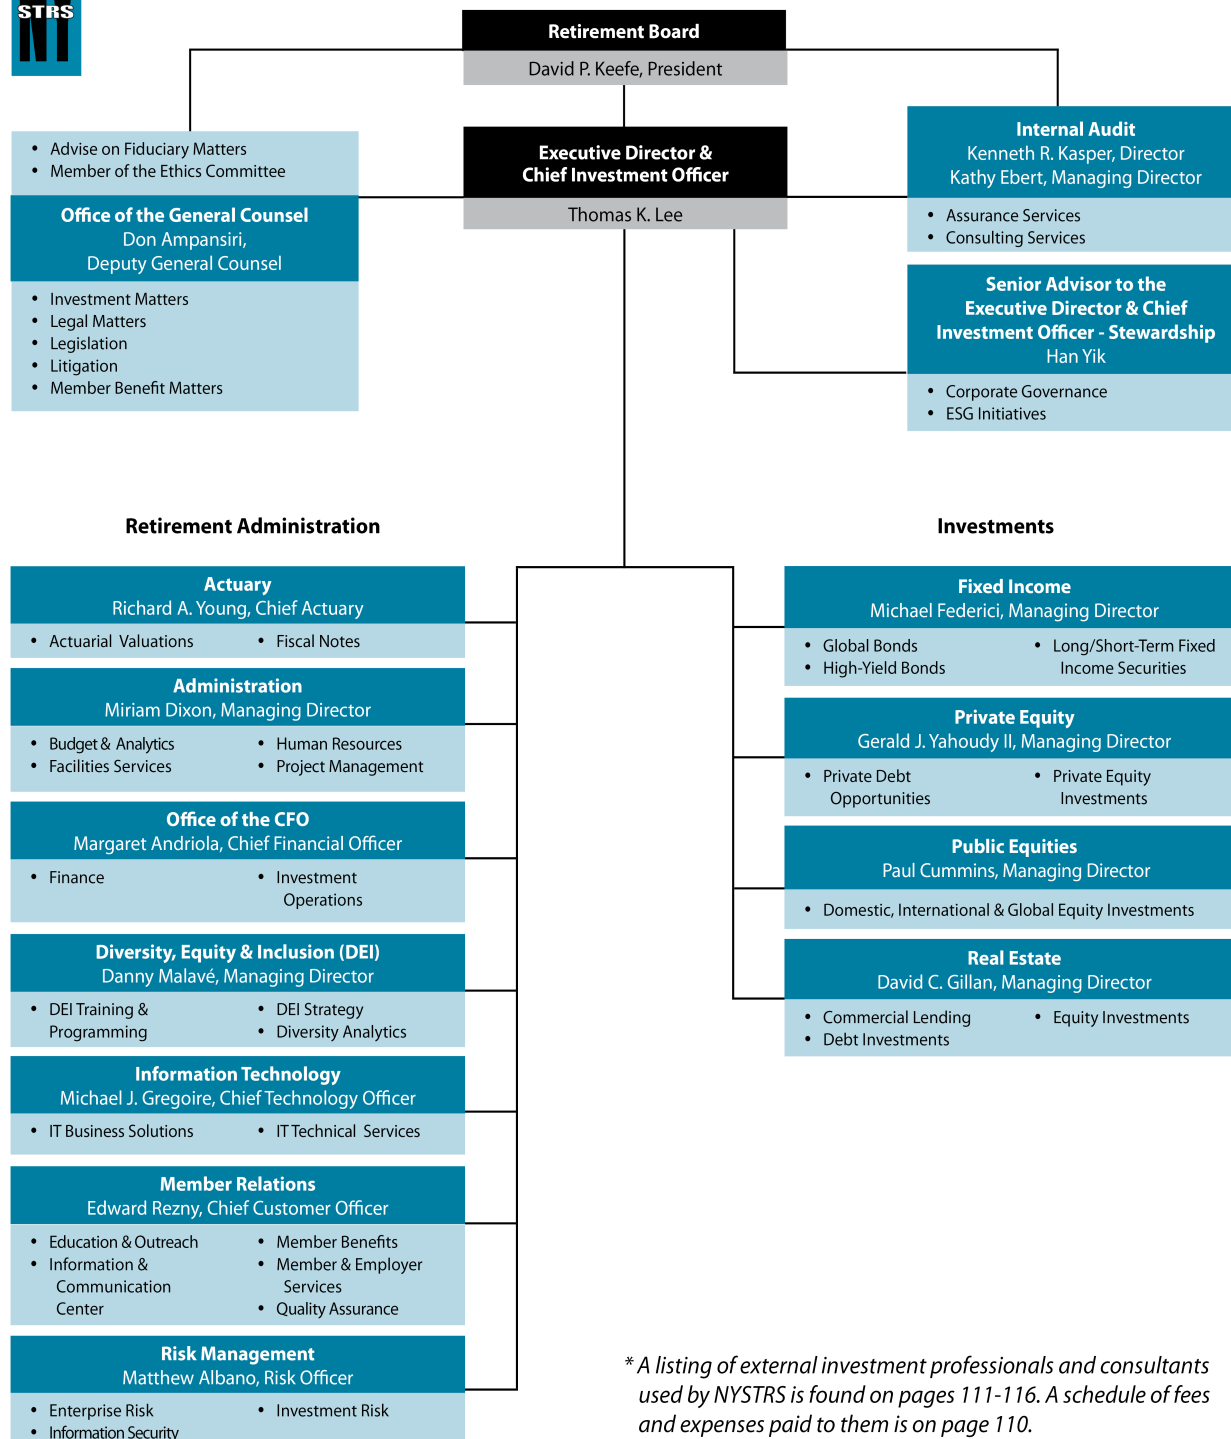 STRS
NY
Retirement Board
David P. Keefe, President
• Advise on Fiduciary Matters
• Member of the Ethics Committee
Office of the General Counsel
Don Ampansiri,
Deputy General Counsel
• Investment Matters
• Legal Matters
• Legislation
• Litigation
• Member Benefit Matters
Executive Director &
Chief Investment Officer
Thomas K. Lee
Internal Audit
Kenneth R. Kasper, Director
Kathy Ebert, Managing Director
• Assurance Services
• Consulting Services
Senior Advisor to the
Executive Director & Chief
Investment Officer - Stewardship
Han Yik
• Corporate Governance
• ESG Initiatives
Retirement Administration
Actuary
Richard A. Young, Chief Actuary
• Actuarial Valuations
• Fiscal Notes
Administration
Miriam Dixon, Managing Director
• Budget & Analytics
• Facilities Services
• Human Resources
• Project Management
Office of the CFO
Margaret Andriola, Chief Financial Officer
• Finance
• Investment
Operations
Diversity, Equity & Inclusion (DEI)
Danny Malavé, Managing Director
• DEI Training &
Programming
• DEI Strategy
• Diversity Analytics
Information Technology
Michael J. Gregoire, Chief Technology Officer
• IT Business Solutions
• IT Technical Services
Member Relations
Edward Rezny, Chief Customer Officer
• Education & Outreach
• Information &
Communication
Center
• Member Benefits
• Member & Employer
Services
• Quality Assurance
Risk Management
Matthew Albano, Risk Officer
• Enterprise Risk
• Information Security
• Investment Risk
Investments
Fixed Income
Michael Federici, Managing Director
• Global Bonds
• High-Yield Bonds
• Long/Short-Term Fixed
Income Securities
Private Equity
Gerald J. Yahoudy II, Managing Director
• Private Debt
Opportunities
• Private Equity
Investments
Public Equities
Paul Cummins, Managing Director
• Domestic, International & Global Equity Investments
Real Estate
David C. Gillan, Managing Director
• Commercial Lending
• Debt Investments
• Equity Investments
* A listing of external investment professionals and consultants
used by NYSTRS is found on pages 111-116. A schedule of fees
and expenses paid to them is on page 110.